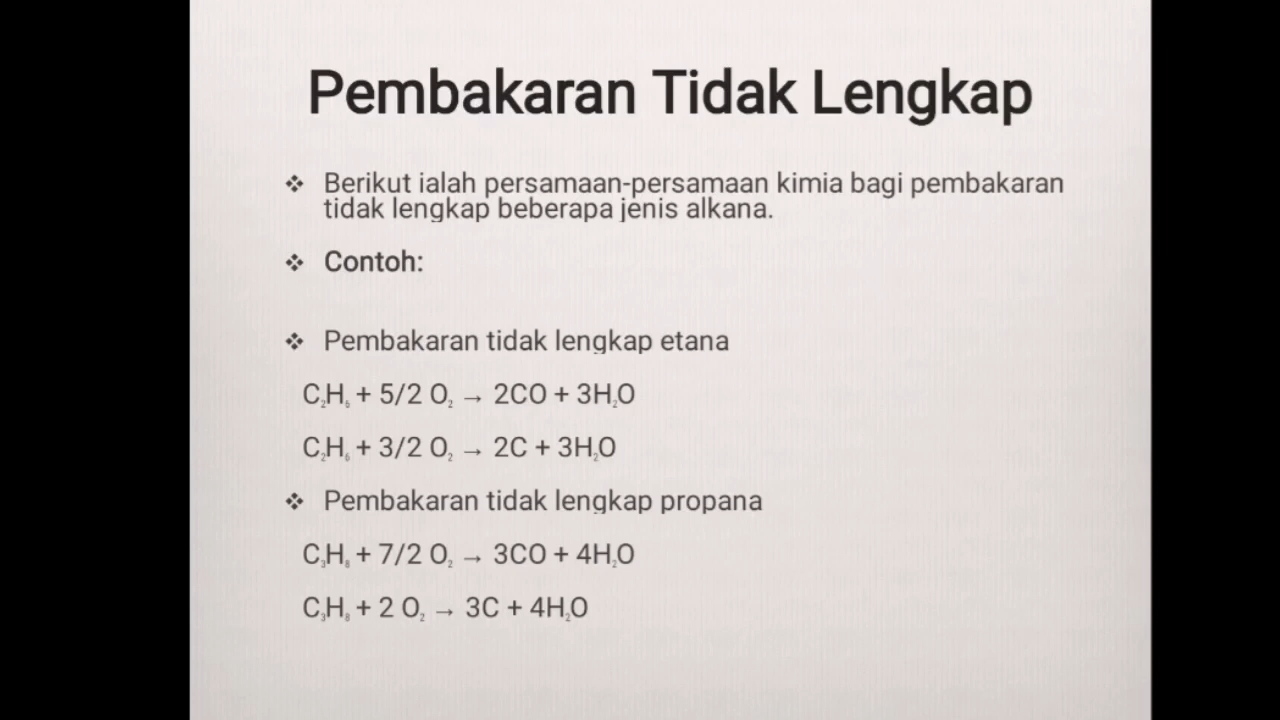 Pembakaran Tidak Lengkap
❖ Berikut ialah persamaan-persamaan kimia bagi pembakaran
tidak lengkap beberapa jenis alkana.
❖ Contoh:
❖ Pembakaran tidak lengkap etana
C₂H₆ + 5/2 O₂ → 2CO + 3H₂O
C₂H₆ + 3/2 O₂ → 2C + 3H₂O
❖ Pembakaran tidak lengkap propana
C₃H₈ + 7/2 O₂ → 3CO + 4H₂O
C₃H₈ + 2 O₂ → 3C + 4H₂O